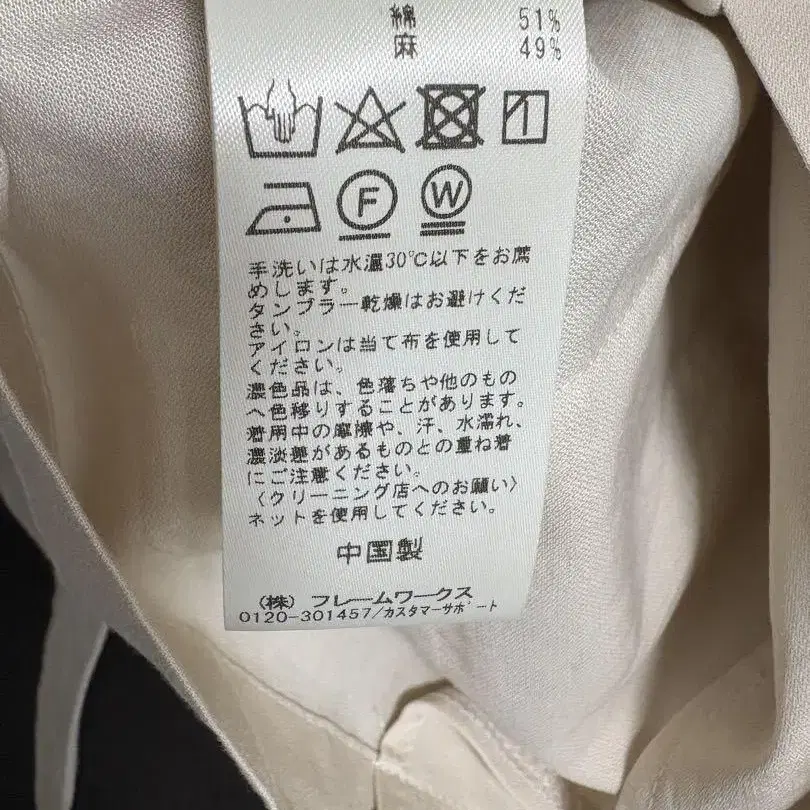 綿 51%
麻 49%
F W
手洗いは水温30℃以下をお薦
めします。
タンブラー乾燥はお避けくだ
さい。
アイロンは当て布を使用して
ください。
濃色品は、色落ちや他のもの
へ色移りすることがあります。
着用中の摩擦や、汗、水濡れ、
濃淡差があるものとの重ね着
にご注意ください。
〈クリーニング店へのお願い〉
ネットを使用してください。
中国製
(株) フレームワークス
0120-301457/カスタマーサポート